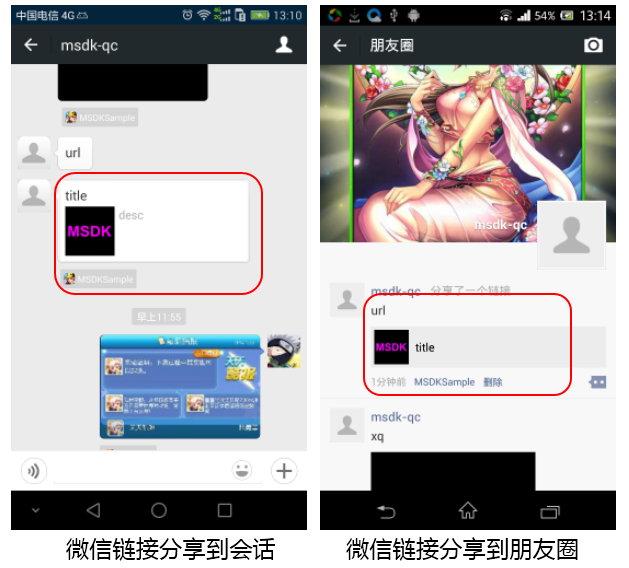 中国电信 4G 13:10
msdk-qc
MSDKSample
url
title
desc
MSDK
MSDKSample
早上11:55
微信链接分享到会话
54% 13:14
朋友圈
msdk-qc
msdk-qc 分享了一个链接
url
MSDK title
1分钟前 MSDKSample 删除
msdk-qc
xq
微信链接分享到朋友圈